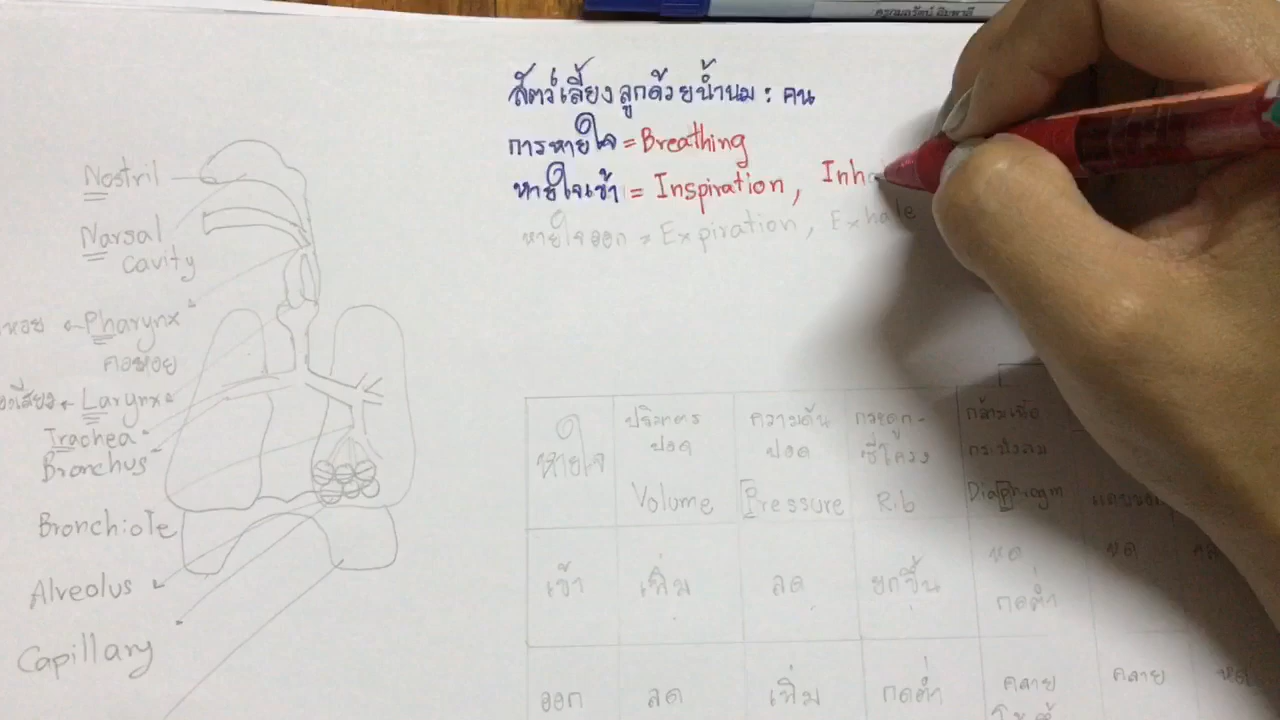 สัตว์เลี้ยงลูกด้วยน้ำนม : คน
การหายใจ = Breathing
หายใจเข้า = Inspiration, Inh
หายใจออก = Expiration, Exhale
Nostril
Narsal
cavity
Pharynx
คอหอย
Larynx
Trachea
Bronchus
Bronchiole
Alveolus
Capillary
หายใจ
ปริมาตร
ปอด
Volume
ความดัน
ปอด
Pressure
กระดูก-
ซี่โครง
Rib
กล้ามเนื้อ
กระบังลม
Diaphragm
เข้า
เพิ่ม
ลด
ยกขึ้น
หด
กดต่ำ
หด
ออก
ลด
เพิ่ม
กดต่ำ
คลาย
คลาย